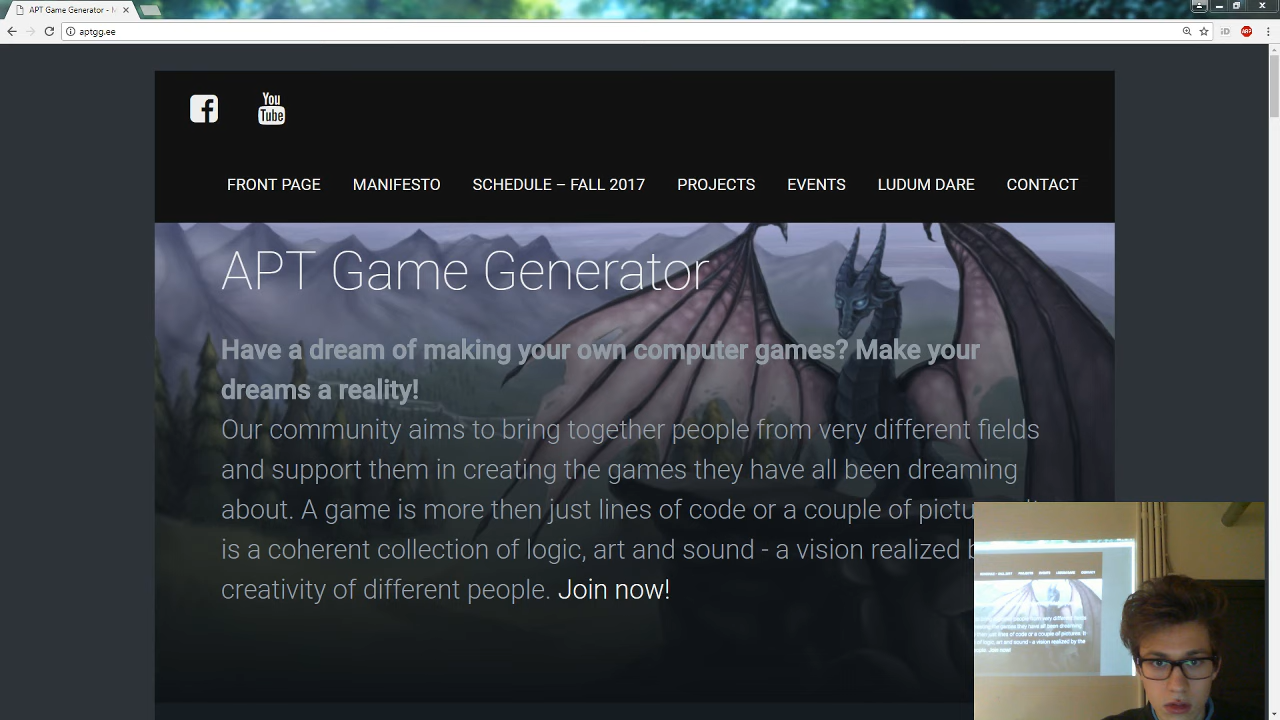 APT Game Generator - M
aptgg.ee
You
Tube
FRONT PAGE MANIFESTO SCHEDULE – FALL 2017 PROJECTS EVENTS LUDUM DARE CONTACT
APT Game Generator
Have a dream of making your own computer games? Make your
dreams a reality!
Our community aims to bring together people from very different fields
and support them in creating the games they have all been dreaming
about. A game is more then just lines of code or a couple of pictu
is a coherent collection of logic, art and sound - a vision realized b
creativity of different people. Join now!